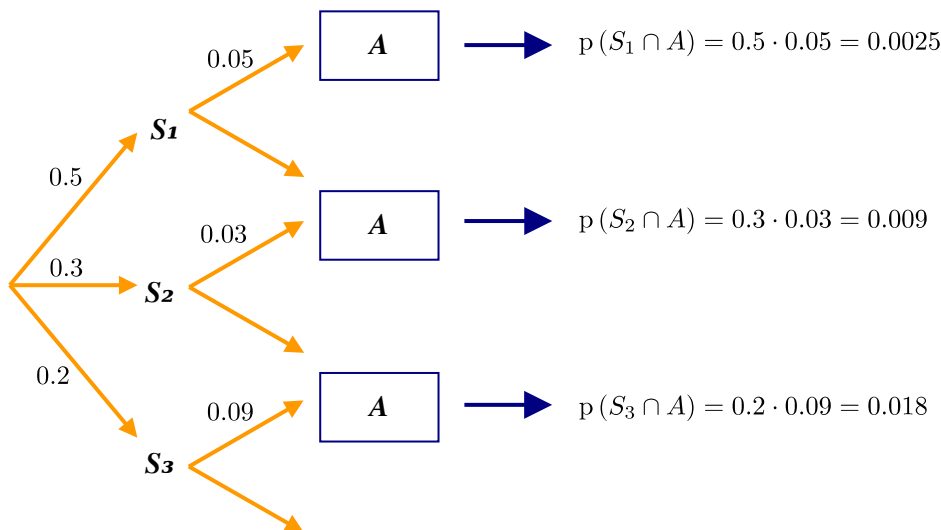 0.05
A
p (S₁ ∩ A) = 0.5 · 0.05 = 0.0025
S₁
0.5
0.03
A
p (S₂ ∩ A) = 0.3 · 0.03 = 0.009
0.3
S₂
0.2
0.09
A
p (S₃ ∩ A) = 0.2 · 0.09 = 0.018
S₃